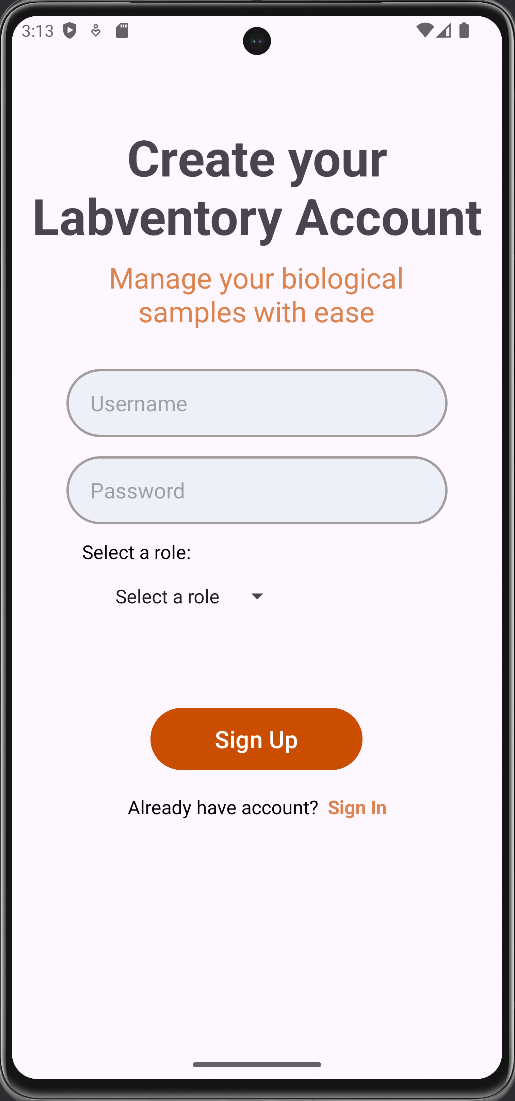 3:13
Create your
Labventory Account
Manage your biological
samples with ease
Username
Password
Select a role:
Select a role
Sign Up
Already have account? Sign In